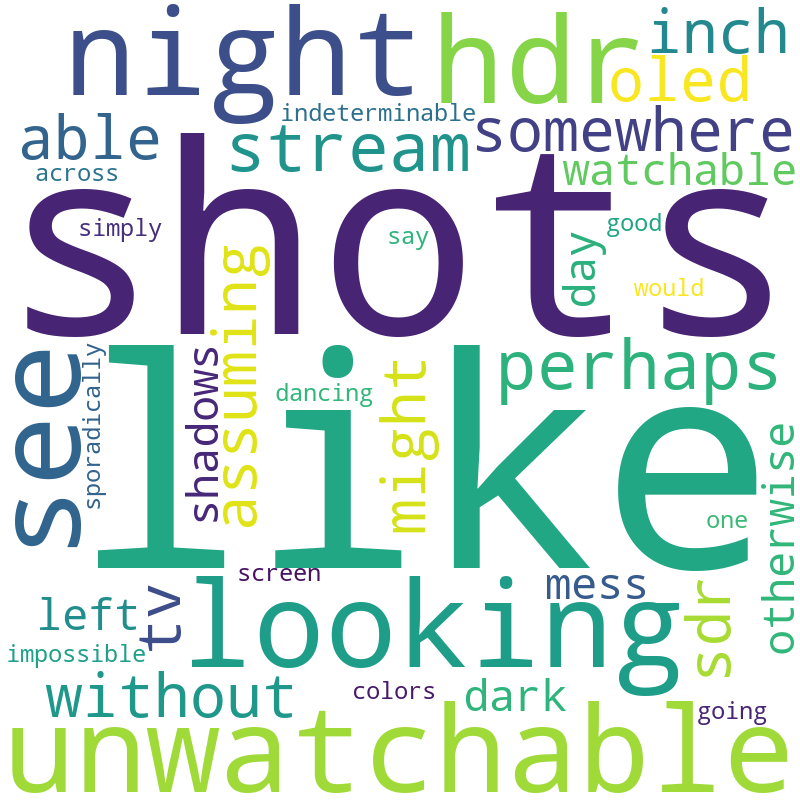 night hdr inch
oled
indeterminable
able stream somewhere
across watchable
shots
simply say good
day
would
assuming
see
sporadically
shadows
like
might
perhaps
dancing
otherwise
one
screen
looking
mess
left tv
sdr
impossible
without colors dark
going
unwatchable